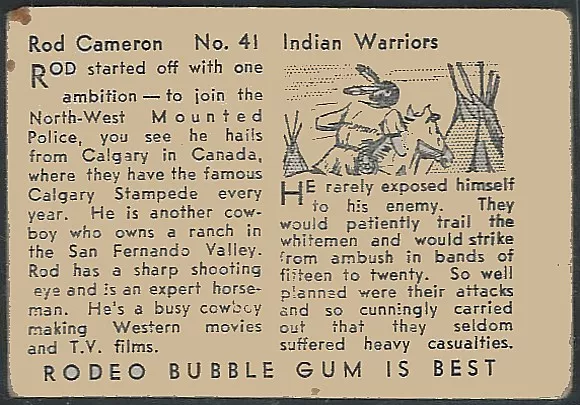 Rod Cameron No. 41
ROD started off with one
ambition — to join the
North-West Mounted
Police, you see he hails
from Calgary in Canada,
where they have the famous
Calgary Stampede every
year. He is another cow-
boy who owns a ranch in
the San Fernando Valley.
Rod has a sharp shooting
eye and is an expert horse-
man. He's a busy cowboy
making Western movies
and T.V. films.
Indian Warriors
HE rarely exposed himself
to his enemy. They
would patiently trail the
whitemen and would strike
from ambush in bands of
fifteen to twenty. So well
planned were their attacks
and so cunningly carried
out that they seldom
suffered heavy casualties.
RODEO BUBBLE GUM IS BEST